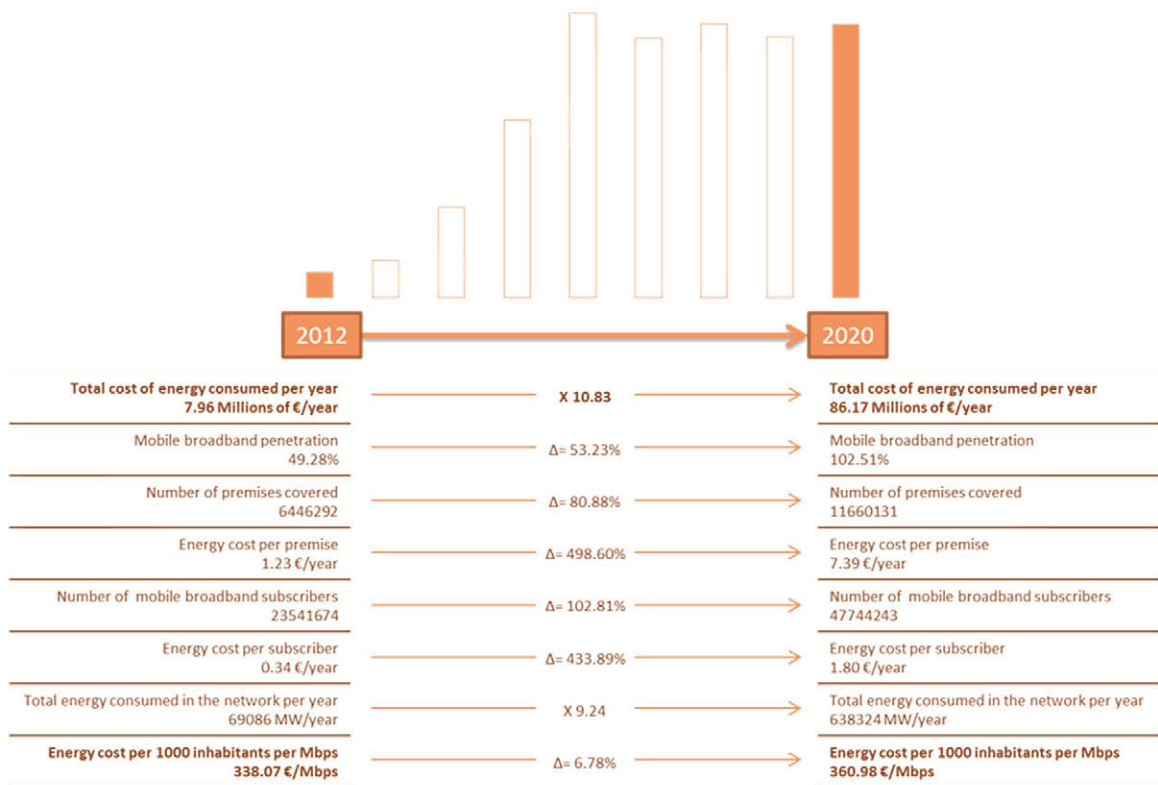 2012
2020
Total cost of energy consumed per year
7.96 Millions of €/year
X 10.83
Total cost of energy consumed per year
86.17 Millions of €/year
Mobile broadband penetration
49.28%
Δ= 53.23%
Mobile broadband penetration
102.51%
Number of premises covered
6446292
Δ= 80.88%
Number of premises covered
11660131
Energy cost per premise
1.23 €/year
Δ= 498.60%
Energy cost per premise
7.39 €/year
Number of mobile broadband subscribers
23541674
Δ= 102.81%
Number of mobile broadband subscribers
47744243
Energy cost per subscriber
0.34 €/year
Δ= 433.89%
Energy cost per subscriber
1.80 €/year
Total energy consumed in the network per year
69086 MW/year
X 9.24
Total energy consumed in the network per year
638324 MW/year
Energy cost per 1000 inhabitants per Mbps
338.07 €/Mbps
Δ= 6.78%
Energy cost per 1000 inhabitants per Mbps
360.98 €/Mbps